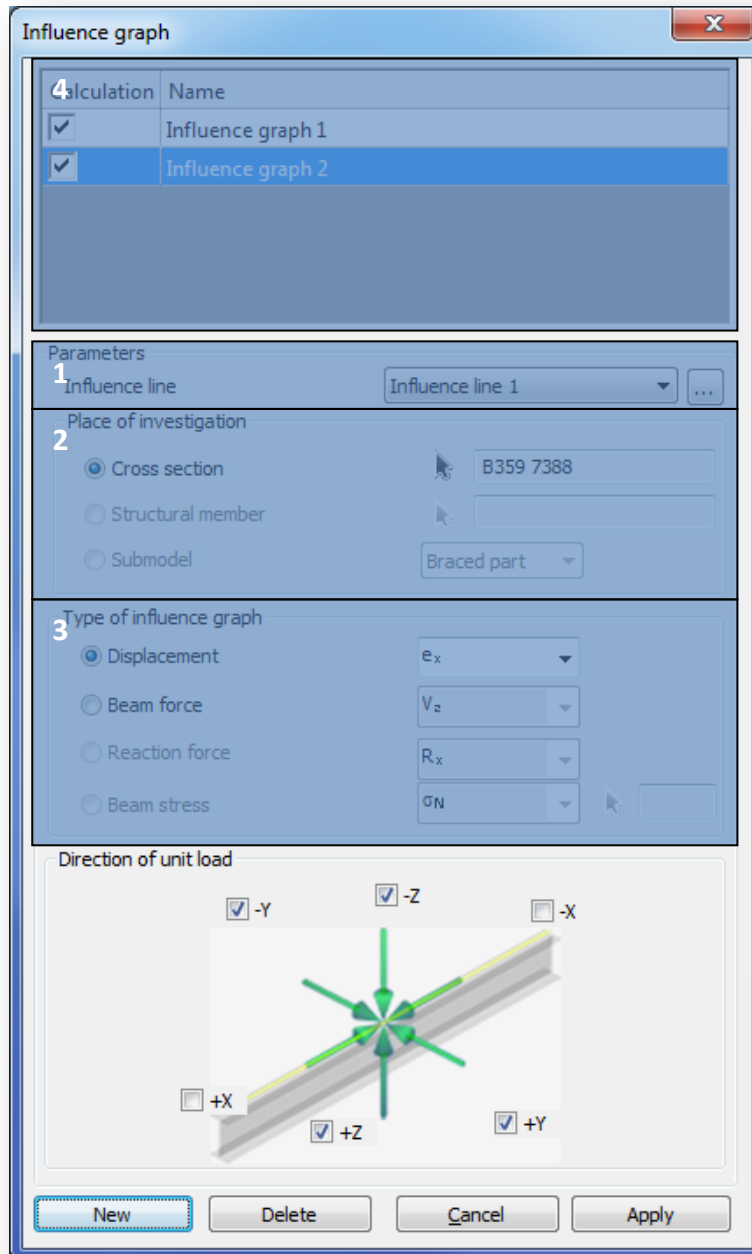 Influence graph
4
Calculation Name
Influence graph 1
Influence graph 2
Parameters
1
Influence line Influence line 1 ...
2
Place of investigation
Cross section B359 7388
Structural member
Submodel Braced part
3
Type of influence graph
Displacement eₓ
Beam force V₂
Reaction force Rₓ
Beam stress σN
Direction of unit load
-Y -Z -X
+X +Z +Y
New Delete Cancel Apply